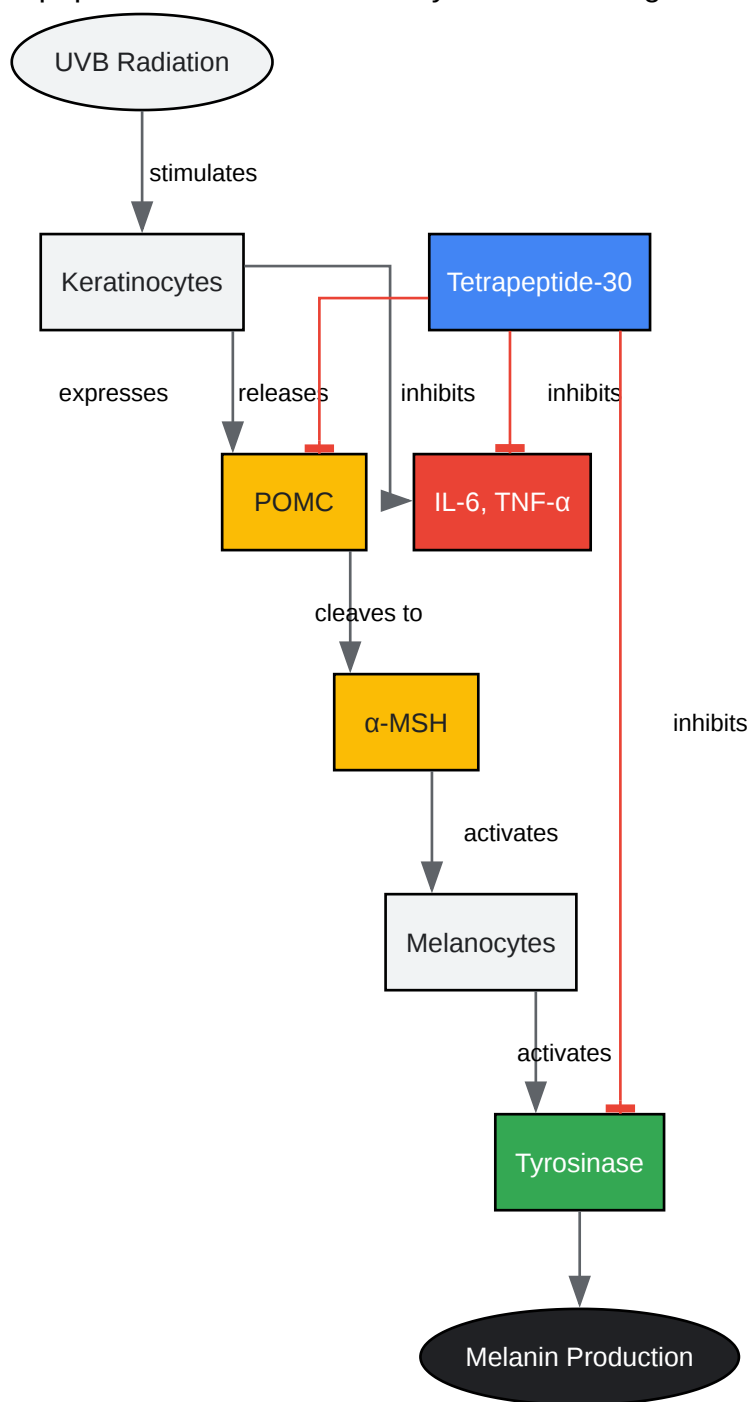 UVB Radiation
stimulates
Keratinocytes
Tetrapeptide-30
expresses
releases
inhibits
inhibits
POMC
IL-6, TNF-α
cleaves to
α-MSH
inhibits
activates
Melanocytes
activates
Tyrosinase
Melanin Production